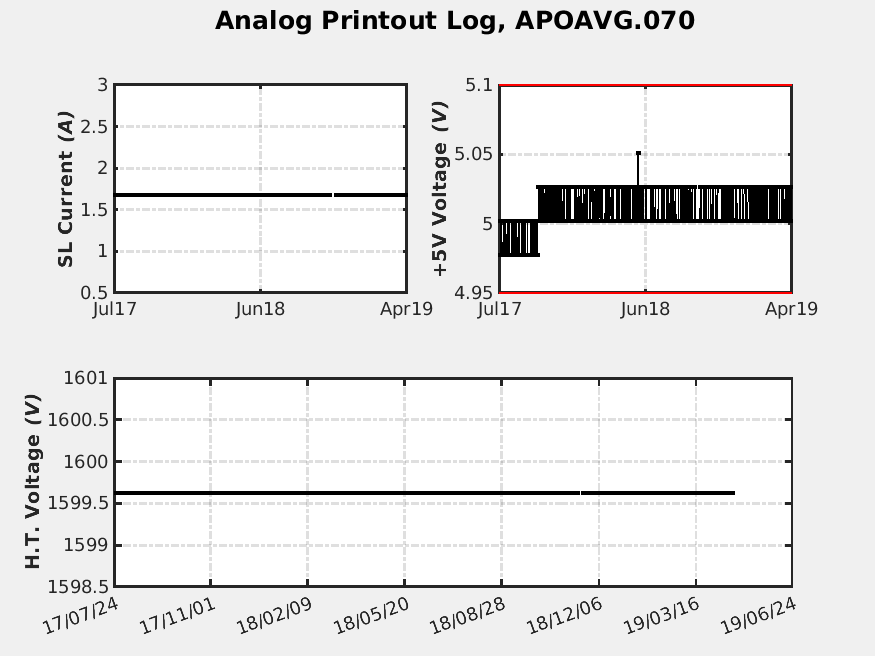 Analog Printout Log, APOAVG.070
SL Current (A)
3
2.5
2
1.5
1
0.5
Jul17 Jun18 Apr19
+5V Voltage (V)
5.1
5.05
5
4.95
Jul17 Jun18 Apr19
H.T. Voltage (V)
1601
1600.5
1600
1599.5
1599
1598.5
17/07/24 17/11/01 18/02/09 18/05/20 18/08/28 18/12/06 19/03/16 19/06/24